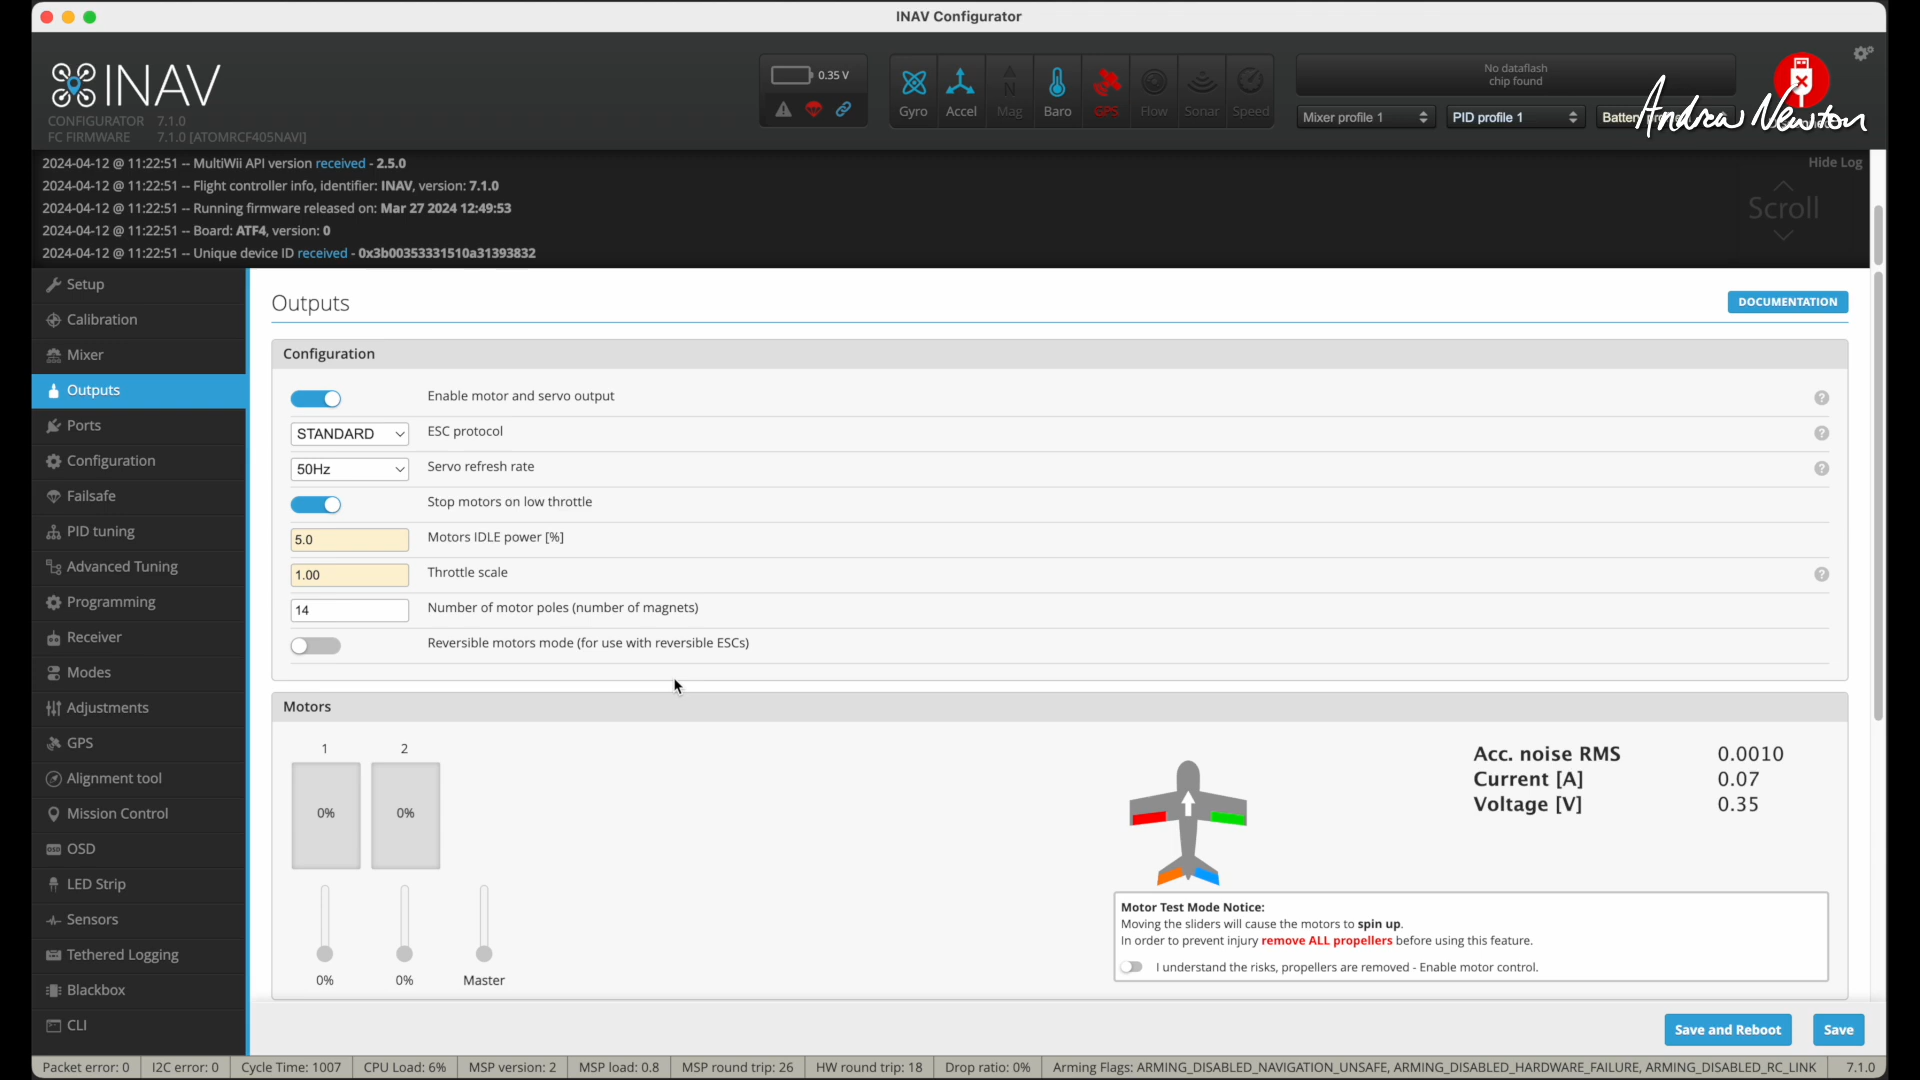 INAV Configurator
INAV
CONFIGURATOR 7.1.0
FC FIRMWARE 7.1.0 [ATOMRCF405NAVI]
0.35 V
Gyro Accel Mag Baro GPS Flow Sonar Speed
No dataflash
chip found
Mixer profile 1 PID profile 1
Andrew Newton
2024-04-12 @ 11:22:51 -- MultiWii API version received - 2.5.0
2024-04-12 @ 11:22:51 -- Flight controller info, identifier: INAV, version: 7.1.0
2024-04-12 @ 11:22:51 -- Running firmware released on: Mar 27 2024 12:49:53
2024-04-12 @ 11:22:51 -- Board: ATF4, version: 0
2024-04-12 @ 11:22:51 -- Unique device ID received - 0x3b00353331510a31393832
Hide Log
Scroll
Setup
Calibration
Mixer
Outputs
Ports
Configuration
Failsafe
PID tuning
Advanced Tuning
Programming
Receiver
Modes
Adjustments
GPS
Alignment tool
Mission Control
OSD
LED Strip
Sensors
Tethered Logging
Blackbox
CLI
Outputs
DOCUMENTATION
Configuration
Enable motor and servo output
STANDARD ESC protocol
50Hz Servo refresh rate
Stop motors on low throttle
5.0 Motors IDLE power [%]
1.00 Throttle scale
14 Number of motor poles (number of magnets)
Reversible motors mode (for use with reversible ESCs)
Motors
1 2
0% 0%
0% 0% Master
Acc. noise RMS 0.0010
Current [A] 0.07
Voltage [V] 0.35
Motor Test Mode Notice:
Moving the sliders will cause the motors to spin up.
In order to prevent injury remove ALL propellers before using this feature.
I understand the risks, propellers are removed - Enable motor control.
Save and Reboot Save
Packet error: 0 I2C error: 0 Cycle Time: 1007 CPU Load: 6% MSP version: 2 MSP load: 0.8 MSP round trip: 26 HW round trip: 18 Drop ratio: 0% Arming Flags: ARMING_DISABLED_NAVIGATION_UNSAFE, ARMING_DISABLED_HARDWARE_FAILURE, ARMING_DISABLED_RC_LINK 7.1.0